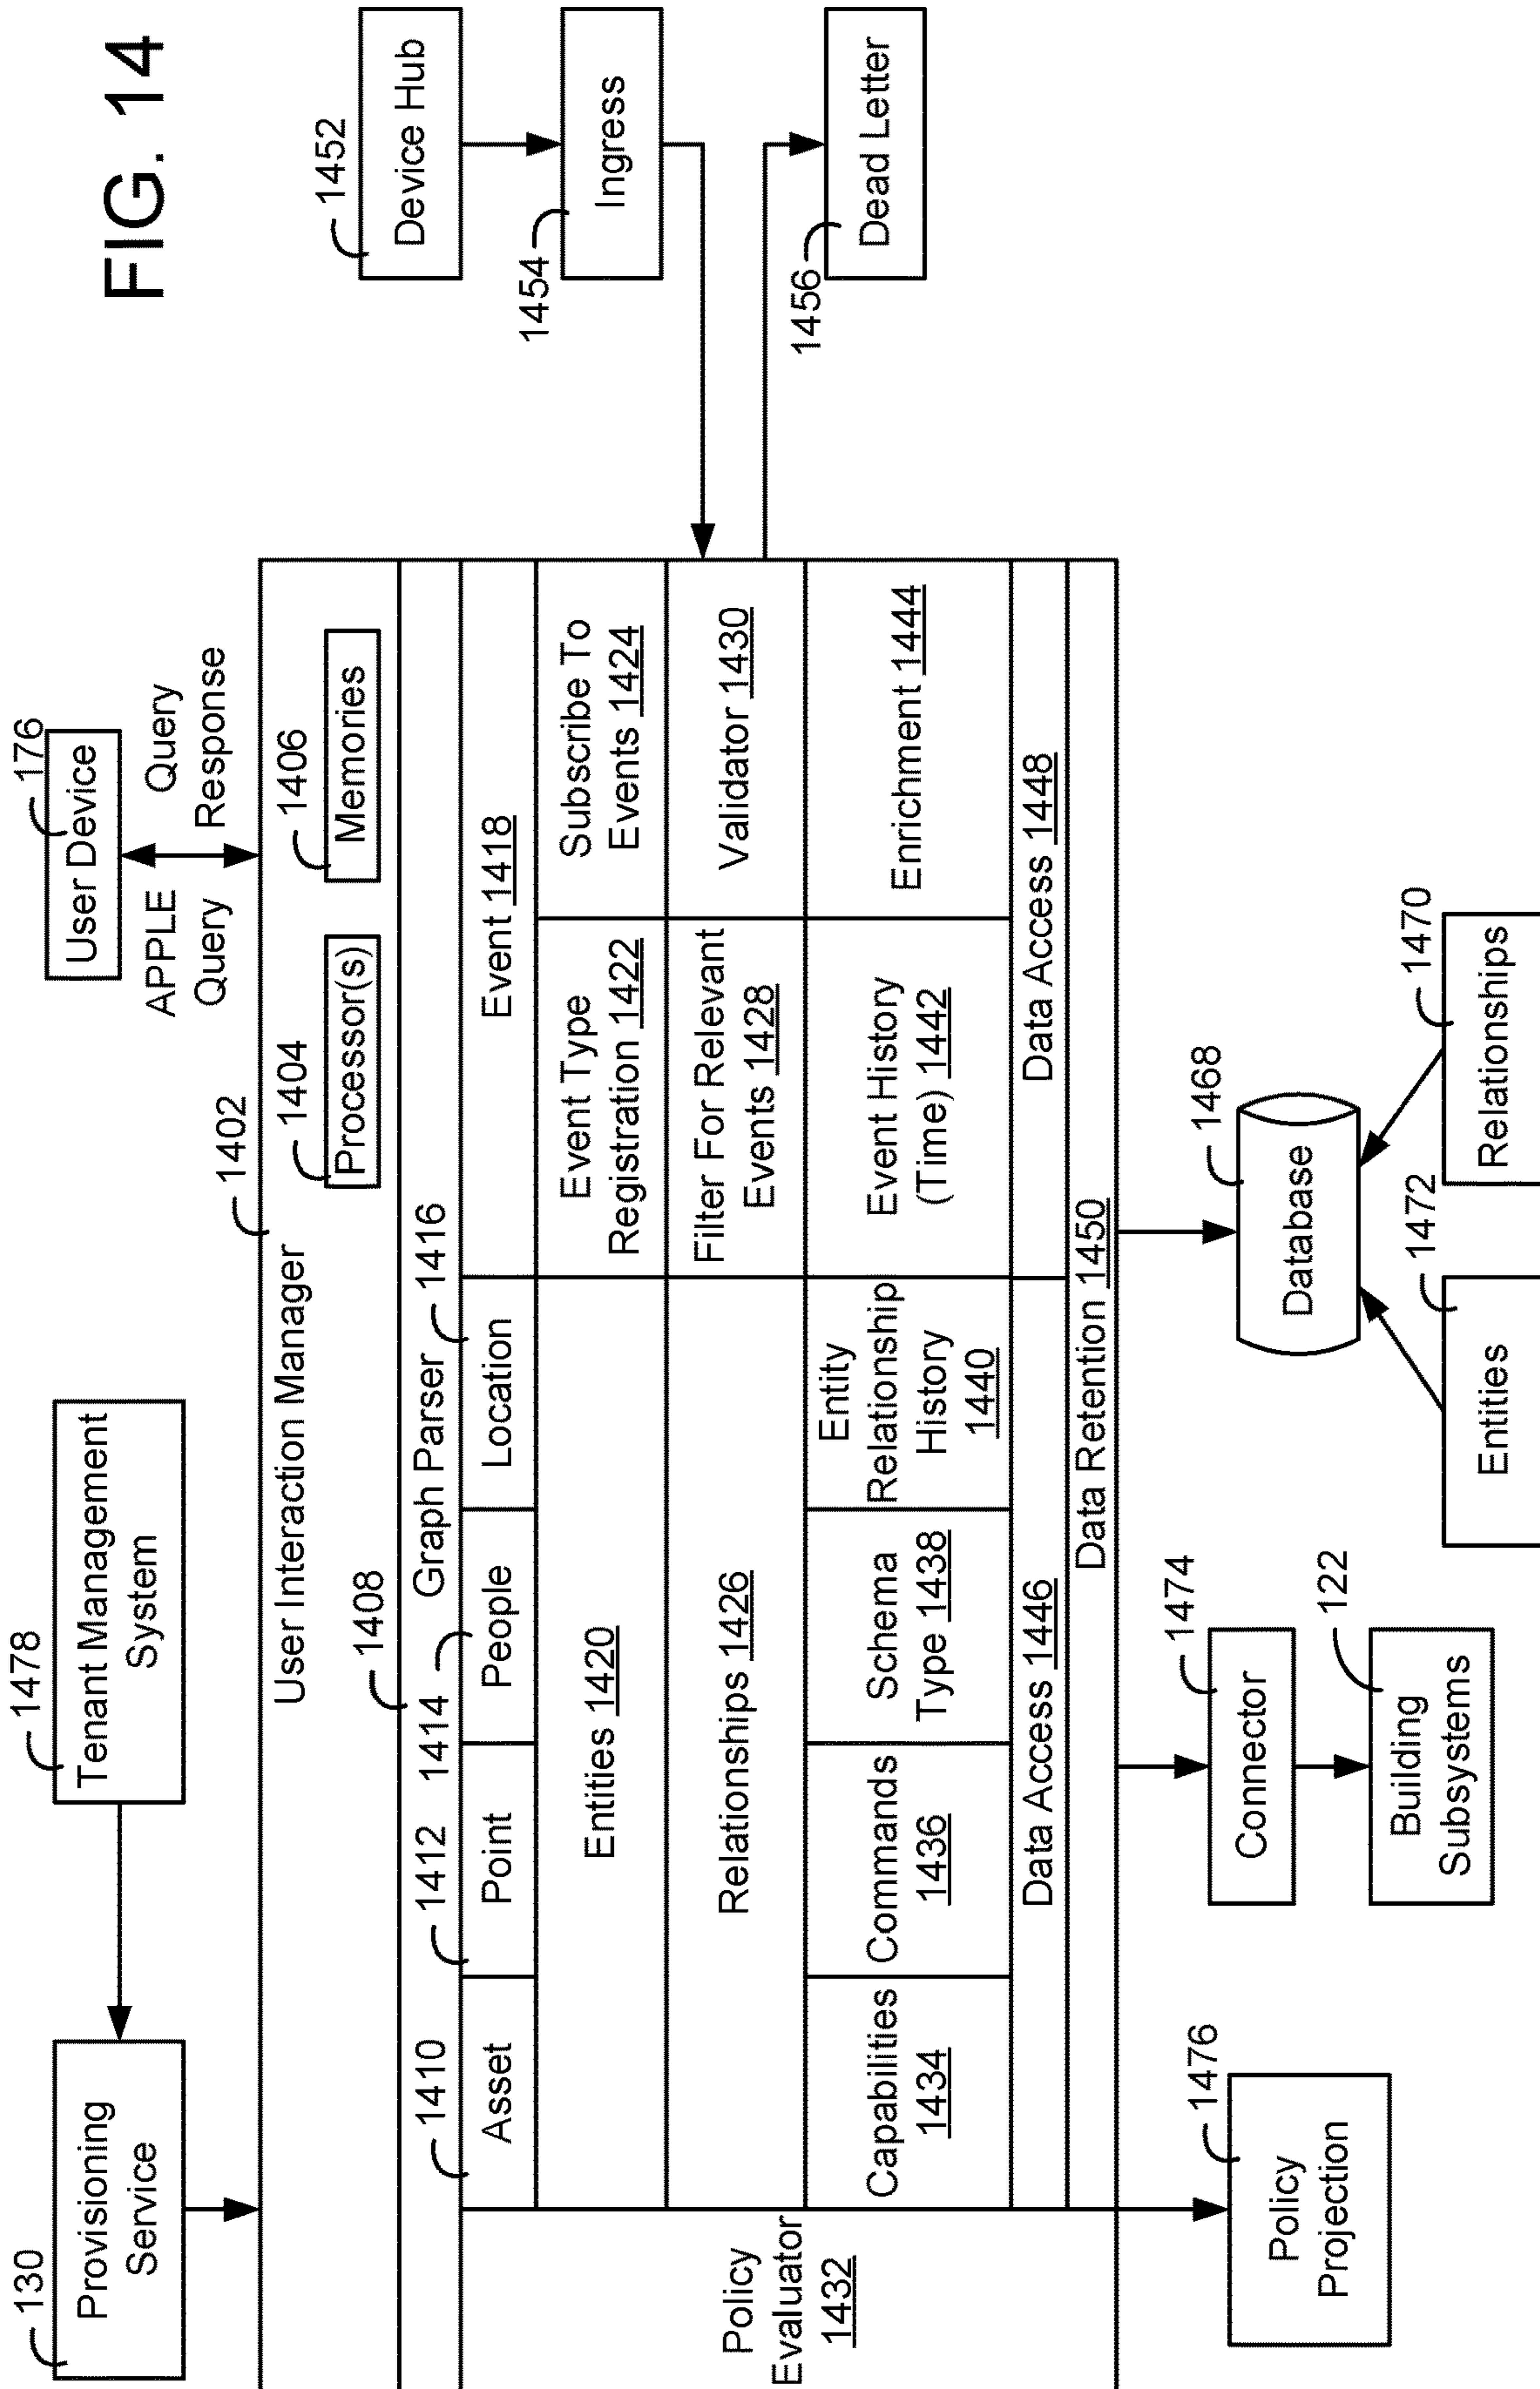 FIG. 14
1478
Tenant Management
System
130
Provisioning
Service
176
User Device
APPLE
Query
Query
Response
1402
User Interaction Manager
1404
Processor(s)
1406
Memories
1408
Graph Parser
1410
Asset
1412
Point
1414
People
1416
Location
Event 1418
Entities 1420
Event Type
Registration 1422
Subscribe To
Events 1424
Relationships 1426
Filter For Relevant
Events 1428
Validator 1430
Policy
Evaluator
1432
Capabilities
1434
Commands
1436
Schema
Type 1438
Entity
Relationship
History
1440
Event History
(Time) 1442
Enrichment 1444
Data Access 1446
Data Access 1448
Data Retention 1450
1452
Device Hub
1454
Ingress
1456
Dead Letter
1476
Policy
Projection
1474
Connector
122
Building
Subsystems
1468
Database
1472
Entities
1470
Relationships